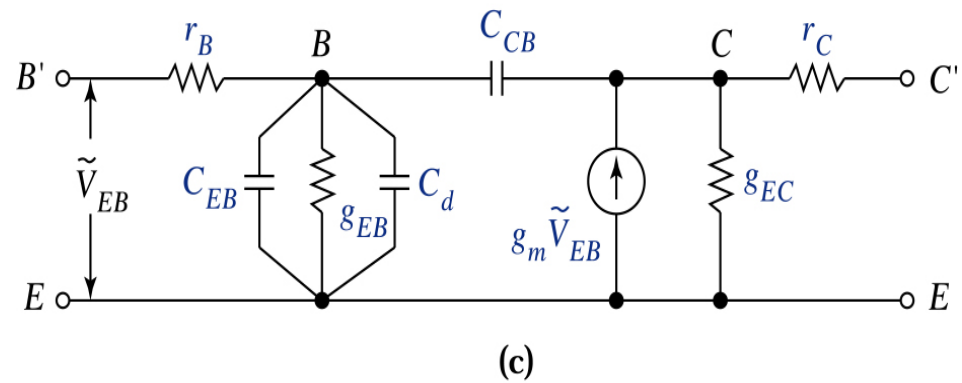 r_B B C_CB C r_C
B' C'
Ṽ_EB C_EB g_EB C_d g_m Ṽ_EB g_EC
E E
(c)